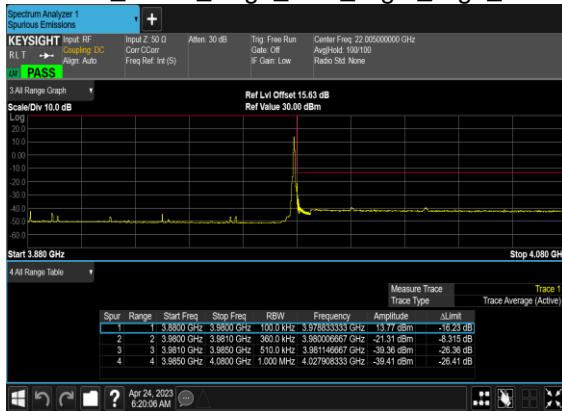 Spectrum Analyzer 1
Spurious Emissions
+
KEYSIGHT Input: RF Input Z: 50 Ω Atten: 30 dB Trig: Free Run Center Freq: 22.005000000 GHz
RLT Coupling: DC Corr CCorr Gate: Off Avg|Hold: 100/100
Align: Auto Freq Ref: Int (S) IF Gain: Low Radio Std: None
PASS
3 All Range Graph
Ref Lvl Offset 15.63 dB
Scale/Div 10.0 dB Ref Value 30.00 dBm
Log
20.0
10.0
0.00
-10.0
-20.0
-30.0
-40.0
-50.0
-60.0
Start 3.880 GHz Stop 4.080 GH
4 All Range Table
Measure Trace Trace 1
Trace Type Trace Average (Active)
Spur Range Start Freq Stop Freq RBW Frequency Amplitude ΔLimit
1 1 3.8800 GHz 3.9800 GHz 100.0 kHz 3.978833333 GHz 13.77 dBm -16.23 dB
2 2 3.9800 GHz 3.9810 GHz 360.0 kHz 3.980006667 GHz -21.31 dBm -8.315 dB
3 3 3.9810 GHz 3.9850 GHz 510.0 kHz 3.981146667 GHz -39.36 dBm -26.36 dB
4 4 3.9850 GHz 4.0800 GHz 1.000 MHz 4.027908333 GHz -39.41 dBm -26.41 dB
? Apr 24, 2023
6:20:06 AM